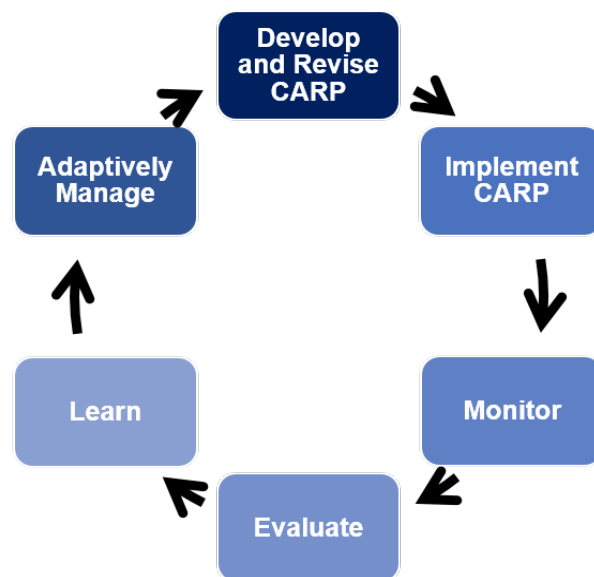 Develop
and Revise
CARP
Implement
CARP
Monitor
Evaluate
Learn
Adaptively
Manage